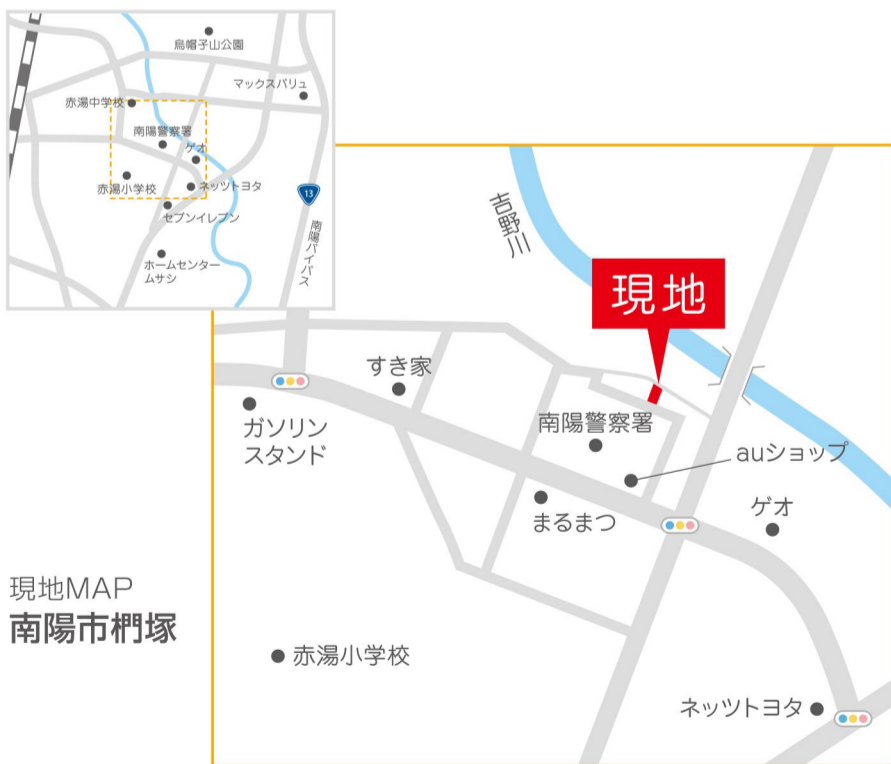 烏帽子山公園
マックスバリュ
赤湯中学校
南陽警察署
ゲオ
赤湯小学校
ネッツトヨタ
セブンイレブン
13
南陽バイパス
ホームセンター
ムサシ
吉野川
現地
すき家
ガソリン
スタンド
南陽警察署
auショップ
まるまつ
ゲオ
現地MAP
南陽市椚塚
赤湯小学校
ネッツトヨタ